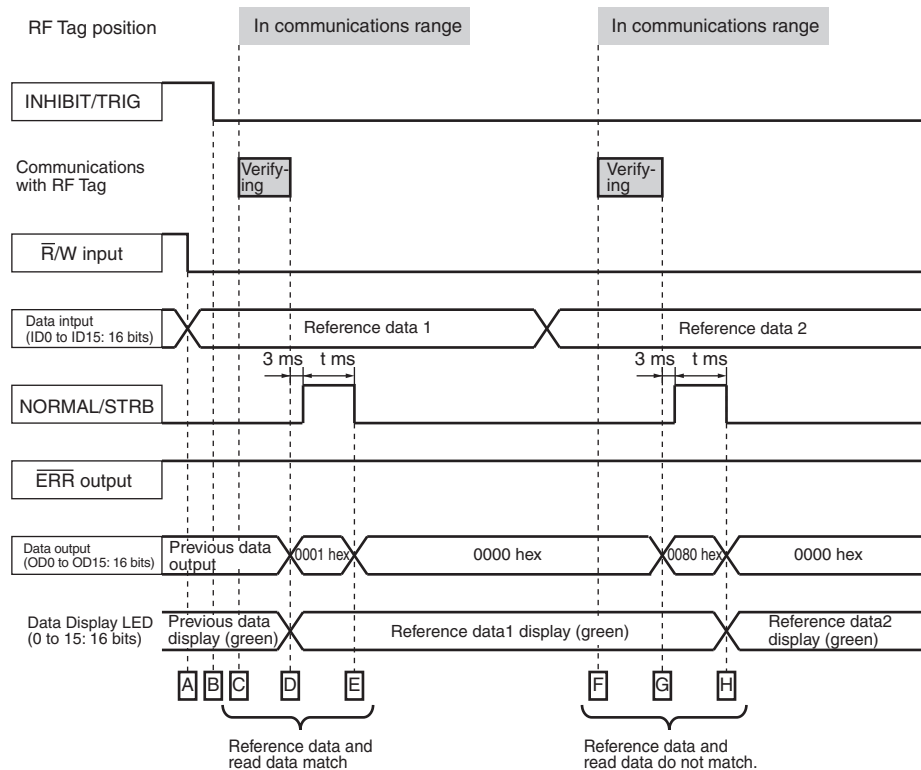 RF Tag position
In communications range
In communications range
INHIBIT/TRIG
Communications
with RF Tag
Verify-
ing
Verify-
ing
R/W input
Data intput
(ID0 to ID15: 16 bits)
Reference data 1
Reference data 2
3 ms
t ms
3 ms
t ms
NORMAL/STRB
ERR output
Data output
(OD0 to OD15: 16 bits)
Previous data
output
0001 hex
0000 hex
0080 hex
0000 hex
Data Display LED
(0 to 15: 16 bits)
Previous data
display (green)
Reference data1 display (green)
Reference data2
display (green)
A
B
C
D
E
F
G
H
Reference data and
read data match
Reference data and
read data do not match.